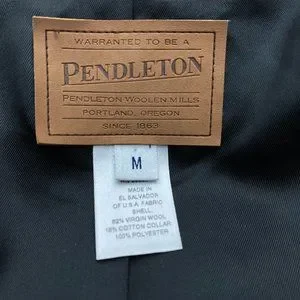 WARRANTED TO BE A
PENDLETON
PENDLETON WOOLEN MILLS
PORTLAND, OREGON
SINCE 1863
M
MADE IN
EL SALVADOR
OF U.S.A. FABRIC
SHELL:
82% VIRGIN WOOL
18% COTTON COLLAR:
100% POLYESTER